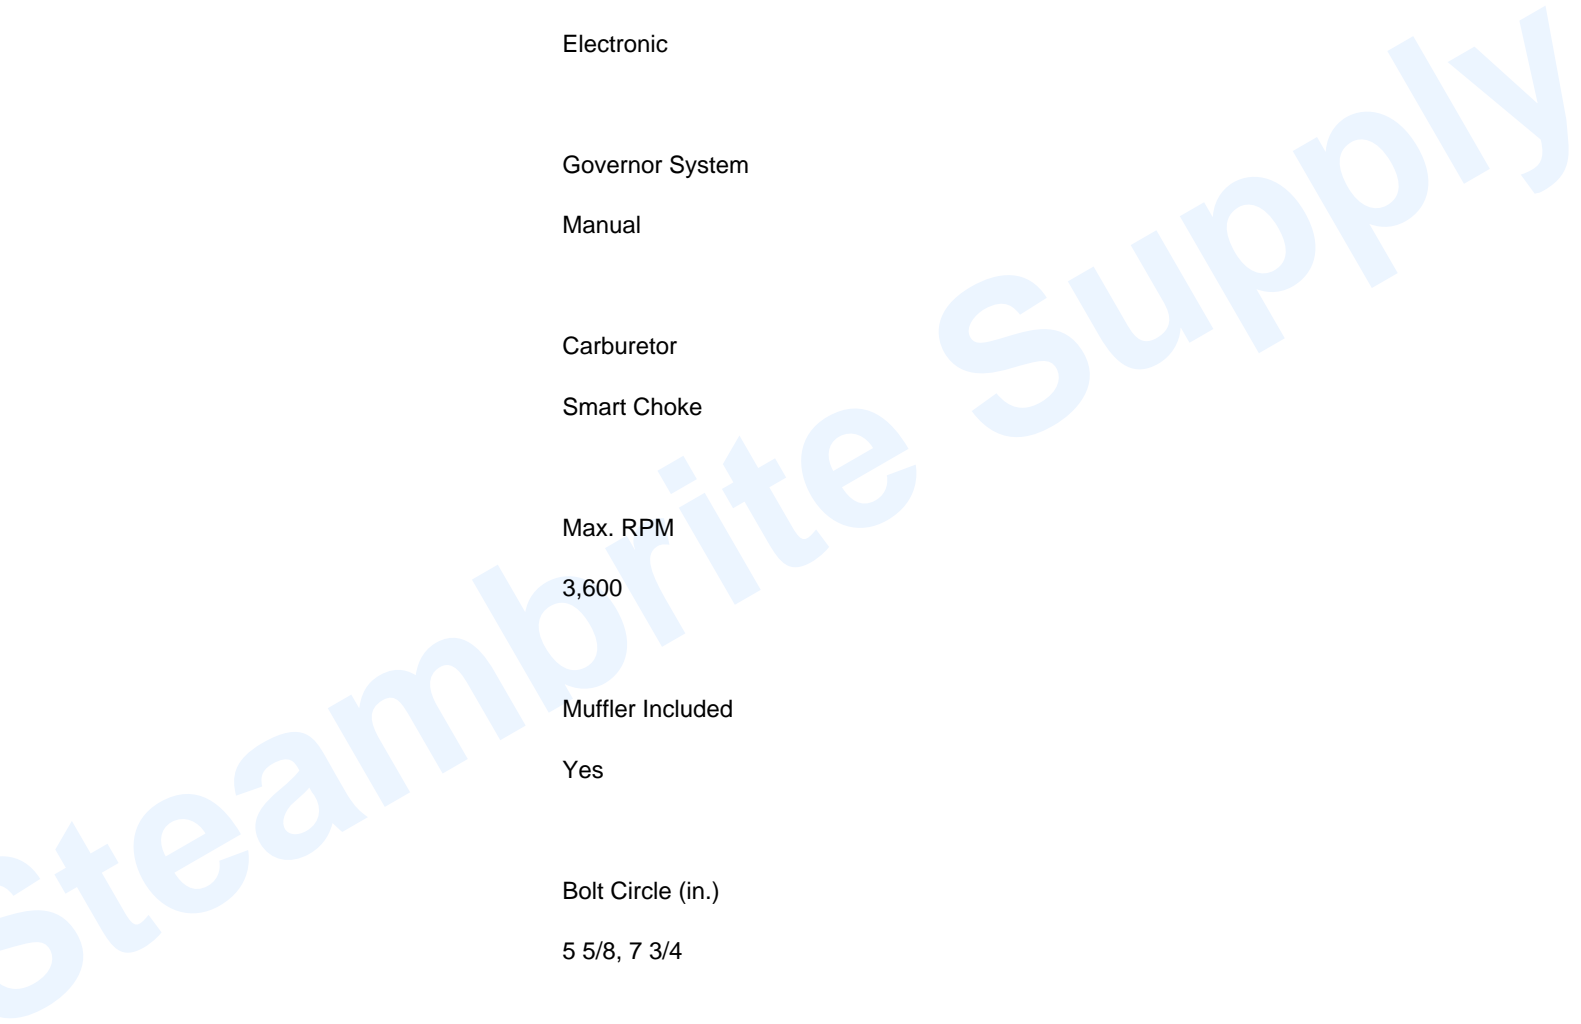 Electronic
Governor System
Manual
Carburetor
Smart Choke
Max. RPM
3,600
Muffler Included
Yes
Bolt Circle (in.)
5 5/8, 7 3/4
Steambrite Supply